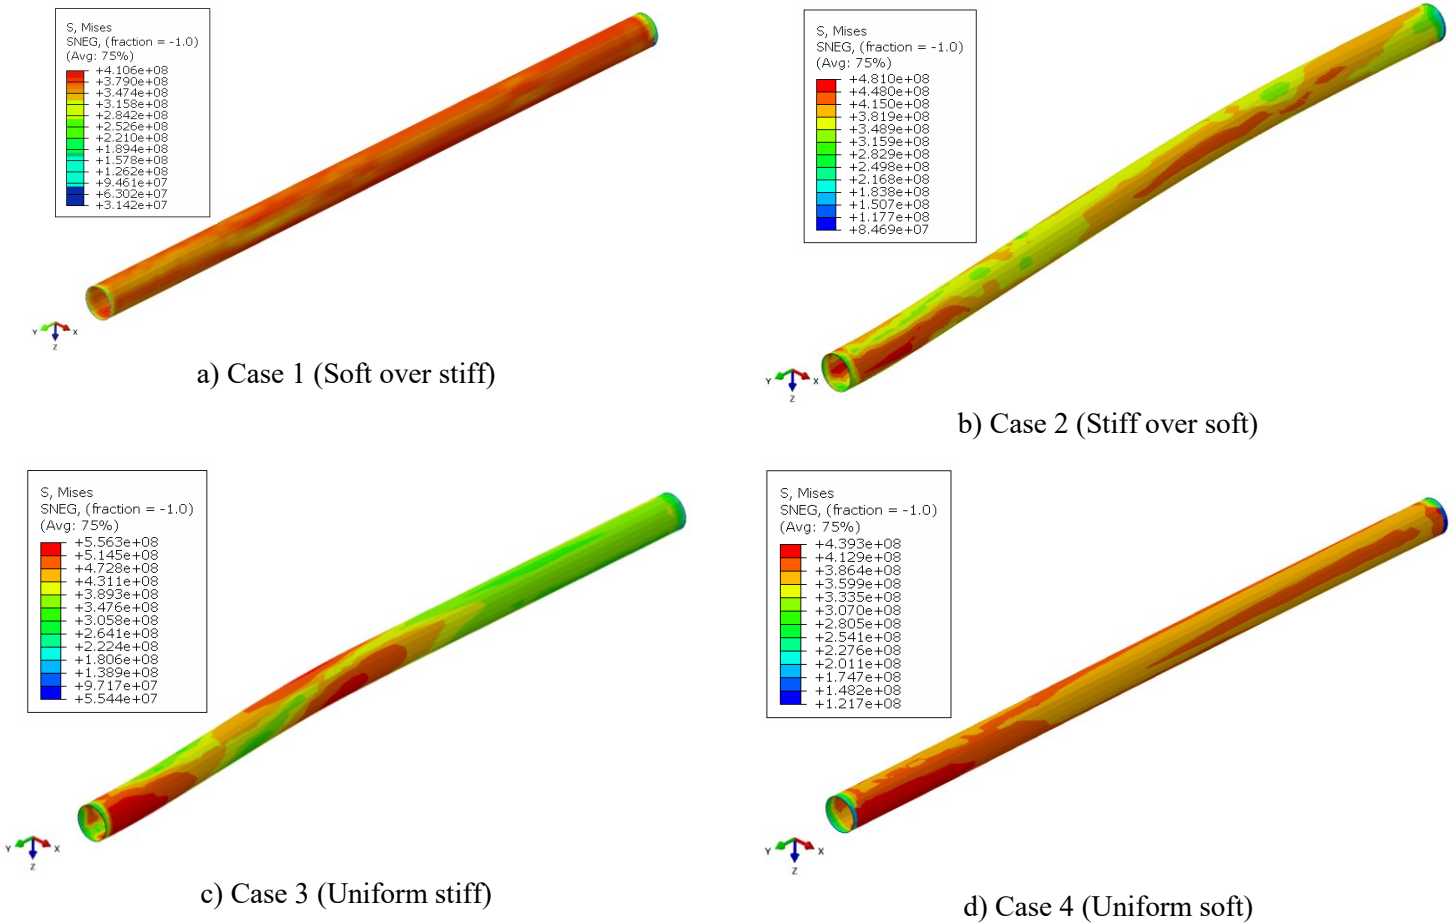 S, Mises
SNEG, (fraction = -1.0)
(Avg: 75%)
+4.106e+08
+3.790e+08
+3.474e+08
+3.158e+08
+2.842e+08
+2.526e+08
+2.210e+08
+1.894e+08
+1.578e+08
+1.262e+08
+9.461e+07
+6.302e+07
+3.142e+07
Y X
Z
a) Case 1 (Soft over stiff)
S, Mises
SNEG, (fraction = -1.0)
(Avg: 75%)
+4.810e+08
+4.480e+08
+4.150e+08
+3.819e+08
+3.489e+08
+3.159e+08
+2.829e+08
+2.498e+08
+2.168e+08
+1.838e+08
+1.507e+08
+1.177e+08
+8.469e+07
Y X
Z
b) Case 2 (Stiff over soft)
S, Mises
SNEG, (fraction = -1.0)
(Avg: 75%)
+5.563e+08
+5.145e+08
+4.728e+08
+4.311e+08
+3.893e+08
+3.476e+08
+3.058e+08
+2.641e+08
+2.224e+08
+1.806e+08
+1.389e+08
+9.717e+07
+5.544e+07
Y X
Z
c) Case 3 (Uniform stiff)
S, Mises
SNEG, (fraction = -1.0)
(Avg: 75%)
+4.393e+08
+4.129e+08
+3.864e+08
+3.599e+08
+3.335e+08
+3.070e+08
+2.805e+08
+2.541e+08
+2.276e+08
+2.011e+08
+1.747e+08
+1.482e+08
+1.217e+08
Y X
Z
d) Case 4 (Uniform soft)